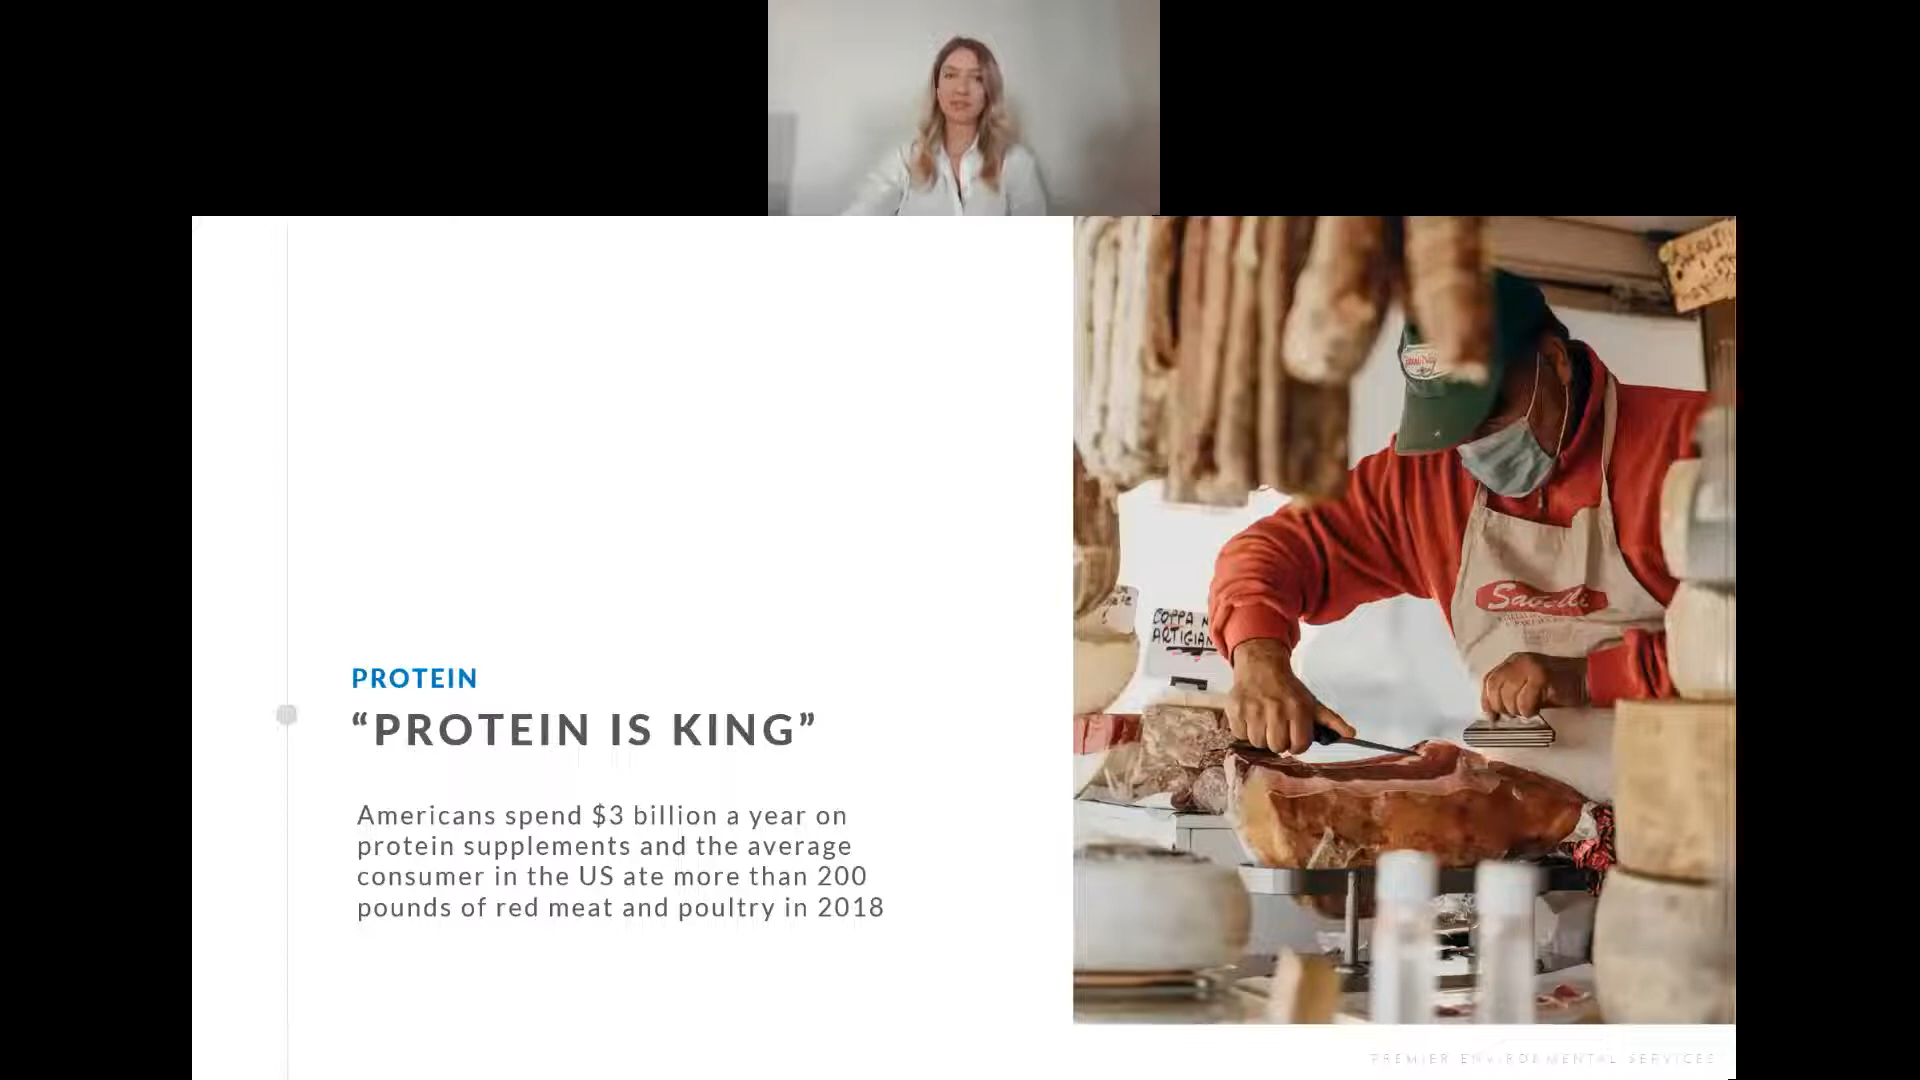 PROTEIN
“PROTEIN IS KING”
Americans spend $3 billion a year on
protein supplements and the average
consumer in the US ate more than 200
pounds of red meat and poultry in 2018
COPPA
Savelli
PREMIER ENVIRONMENTAL SERVICES